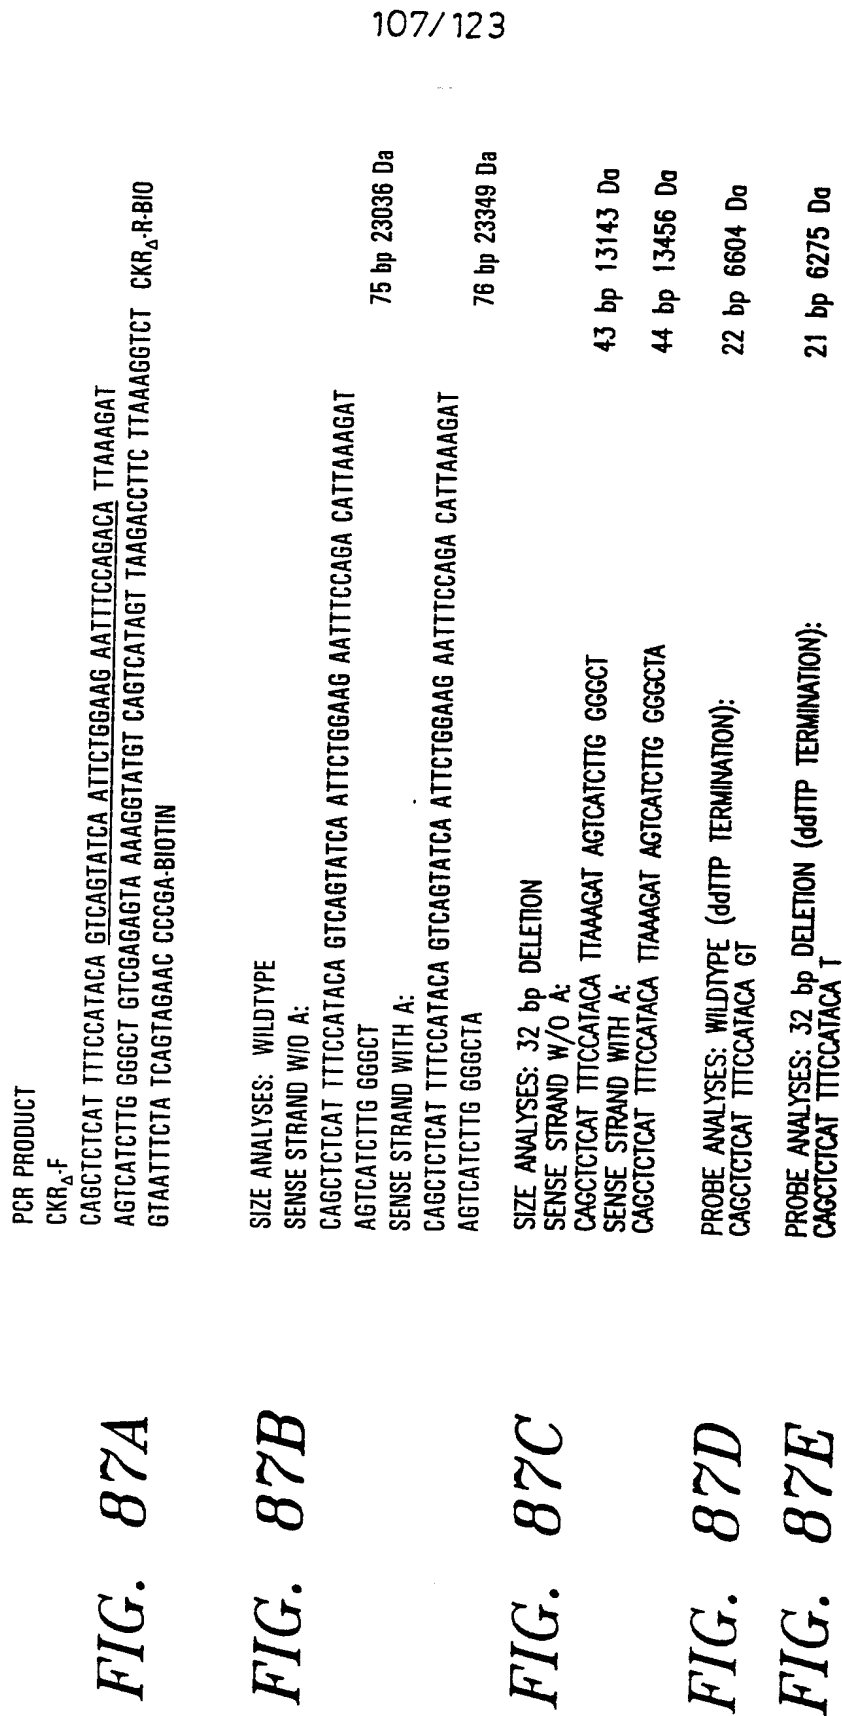 107/123
PCR PRODUCT
CKRΔ-F
CAGCTCTCAT TTTCCATACA GTCAGTATCA ATTCTGGAAG AATTTCCAGACA TTAAAGAT
AGTCATCTTG GGGCT GTCGAGAGTA AAAGGTATGT CAGTCATAGT TAAGACCTTC TTAAAGGTCT CKRΔ-R-BIO
GTAATTTCTA TCAGTAGAAC CCCGA-BIOTIN
FIG. 87A
SIZE ANALYSES: WILDTYPE
SENSE STRAND W/O A:
CAGCTCTCAT TTTCCATACA GTCAGTATCA ATTCTGGAAG AATTTCCAGA CATTAAAGAT
AGTCATCTTG GGGCT 75 bp 23036 Da
SENSE STRAND WITH A:
CAGCTCTCAT TTTCCATACA GTCAGTATCA ATTCTGGAAG AATTTCCAGA CATTAAAGAT
AGTCATCTTG GGGCTA 76 bp 23349 Da
FIG. 87B
SIZE ANALYSES: 32 bp DELETION
SENSE STRAND W/O A:
CAGCTCTCAT TTTCCATACA TTAAAGAT AGTCATCTTG GGGCT 43 bp 13143 Da
SENSE STRAND WITH A:
CAGCTCTCAT TTTCCATACA TTAAAGAT AGTCATCTTG GGGCTA 44 bp 13456 Da
FIG. 87C
PROBE ANALYSES: WILDTYPE (ddTTP TERMINATION):
CAGCTCTCAT TTTCCATACA GT 22 bp 6604 Da
FIG. 87D
PROBE ANALYSES: 32 bp DELETION (ddTTP TERMINATION):
CAGCTCTCAT TTTCCATACA T 21 bp 6275 Da
FIG. 87E